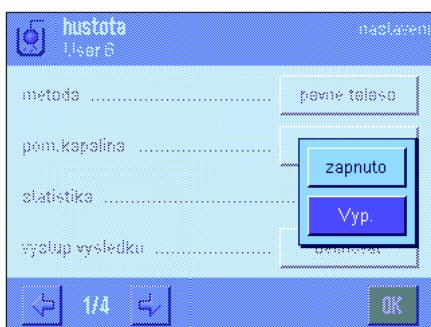 hustota nastavení
User 6
metoda ............................... pevné těleso
pom.kapalina ......................
zapnuto
statistika
Vyp.
výstup výsledku ..................
1/4 OK